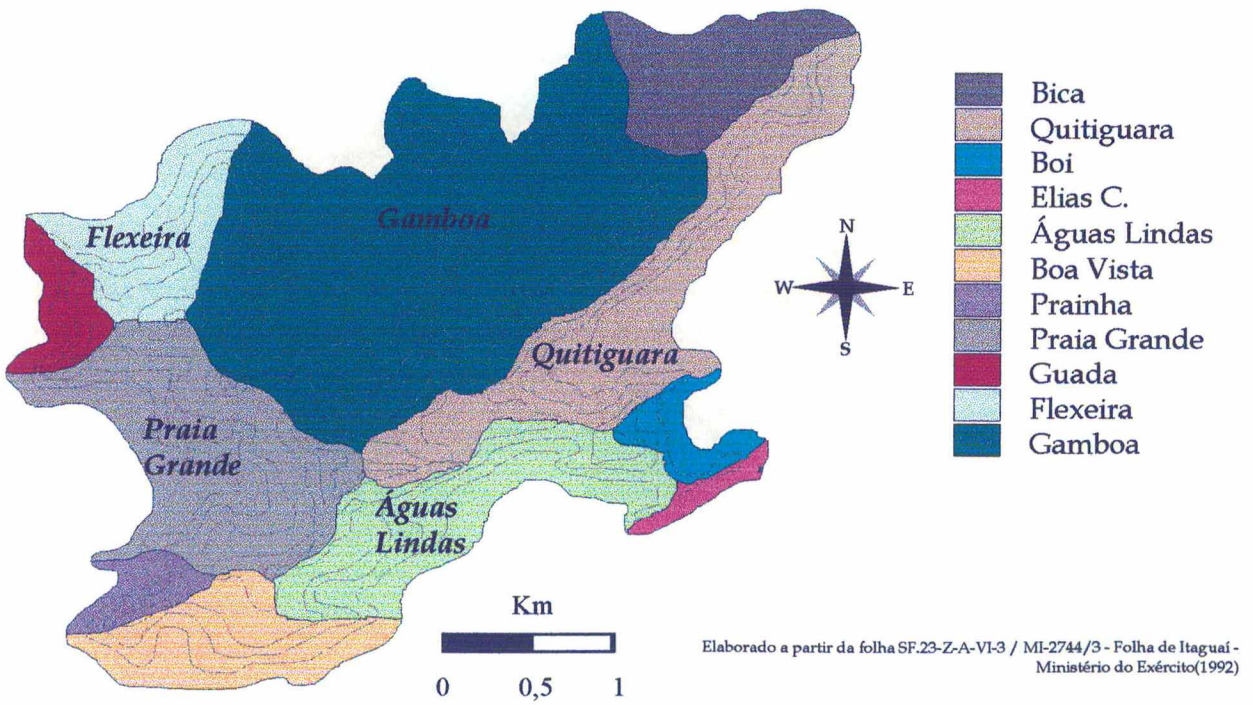 Gamboa
Flexeira
Quitiguara
Praia
Grande
Águas
Lindas
N
W
E
S
Bica
Quitiguara
Boi
Elias C.
Águas Lindas
Boa Vista
Prainha
Praia Grande
Guada
Flexeira
Gamboa
Km
0 0,5 1
Elaborado a partir da folha SF.23-Z-A-VI-3 / MI-2744/3 - Folha de Itaguaí -
Ministério do Exército(1992)